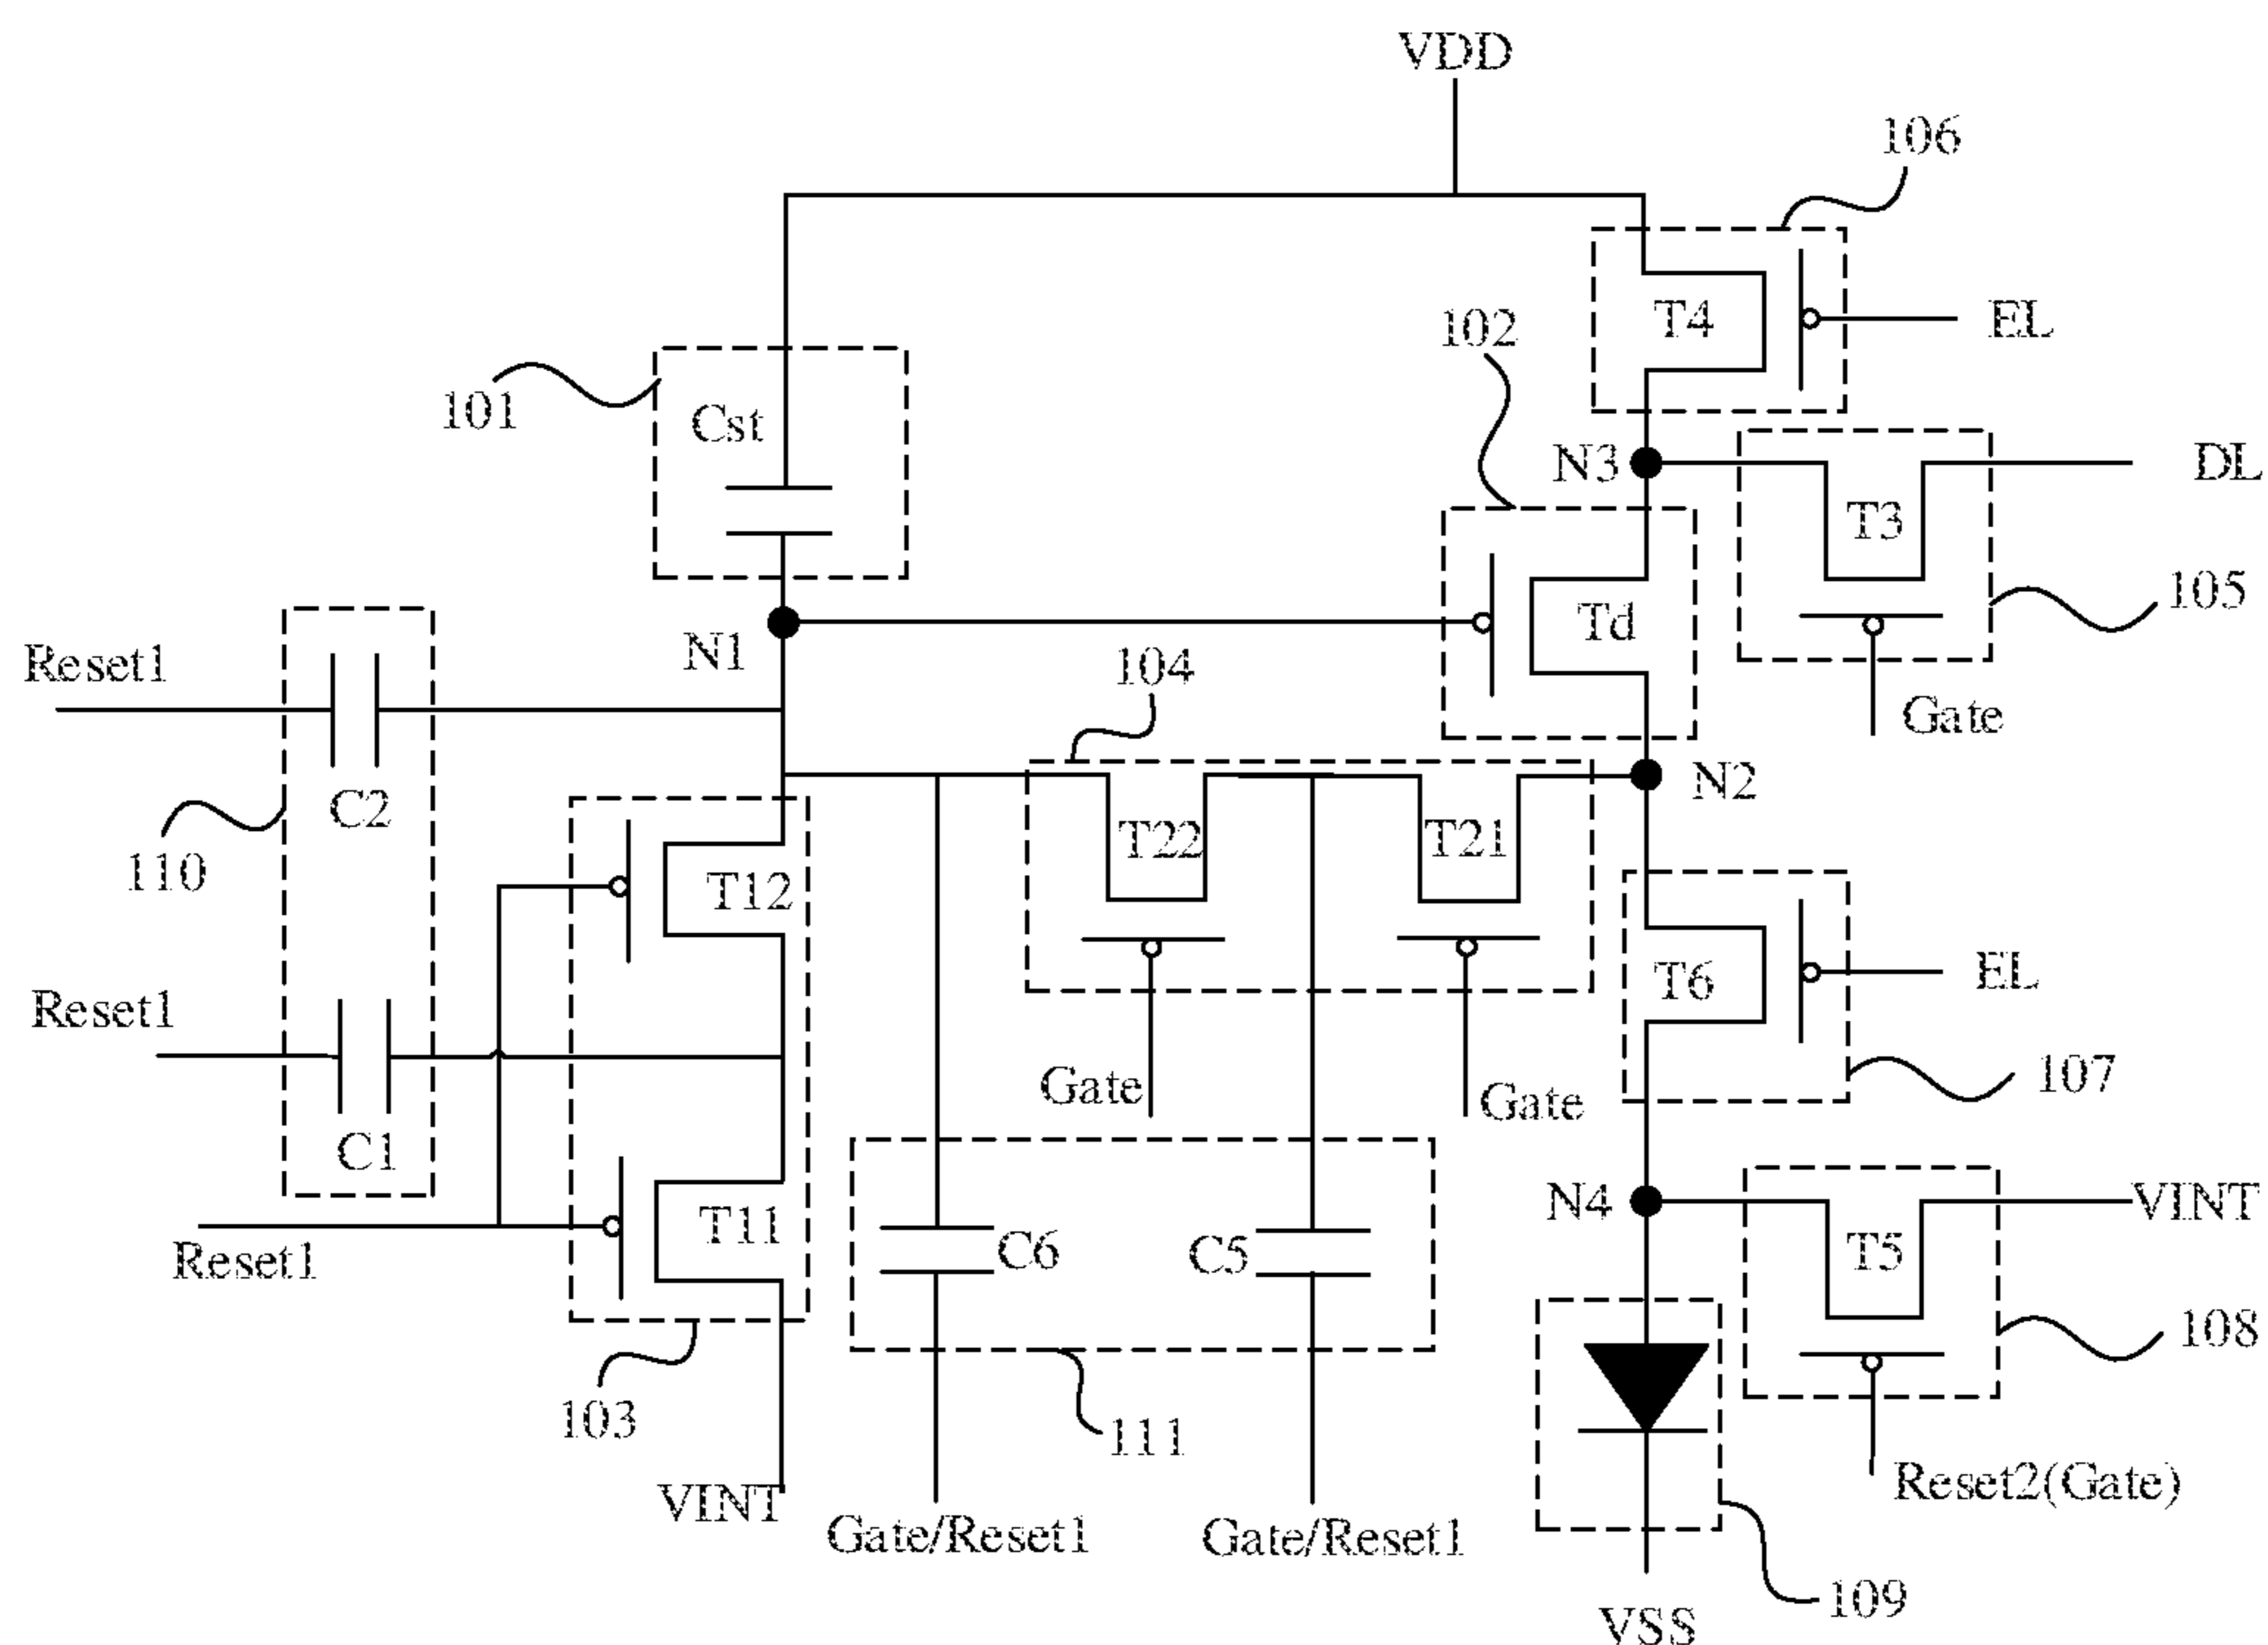 VDD
106
T4
EL
102
101
Cst
N3
DL
T3
105
Td
N1
104
Reset1
Gate
C2
N2
T22
T21
110
T12
T6
EL
Reset1
Gate
Gate
107
C1
N4
VINT
T11
C6
C5
T5
Reset1
108
103
111
Reset2(Gate)
VINT
Gate/Reset1
Gate/Reset1
109
VSS